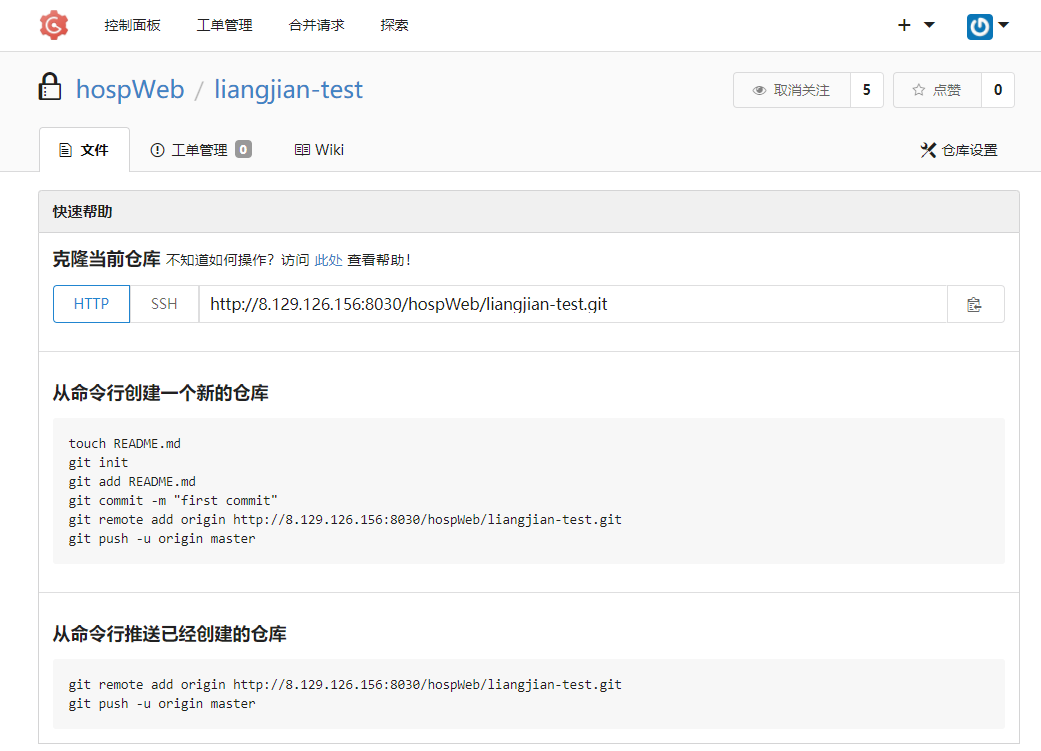 控制面板 工单管理 合并请求 探索
hospWeb / liangjian-test 取消关注 5 点赞 0
文件 工单管理 0 Wiki 仓库设置
快速帮助
克隆当前仓库 不知道如何操作？访问 此处 查看帮助！
HTTP SSH http://8.129.126.156:8030/hospWeb/liangjian-test.git
从命令行创建一个新的仓库
touch README.md
git init
git add README.md
git commit -m "first commit"
git remote add origin http://8.129.126.156:8030/hospWeb/liangjian-test.git
git push -u origin master
从命令行推送已经创建的仓库
git remote add origin http://8.129.126.156:8030/hospWeb/liangjian-test.git
git push -u origin master